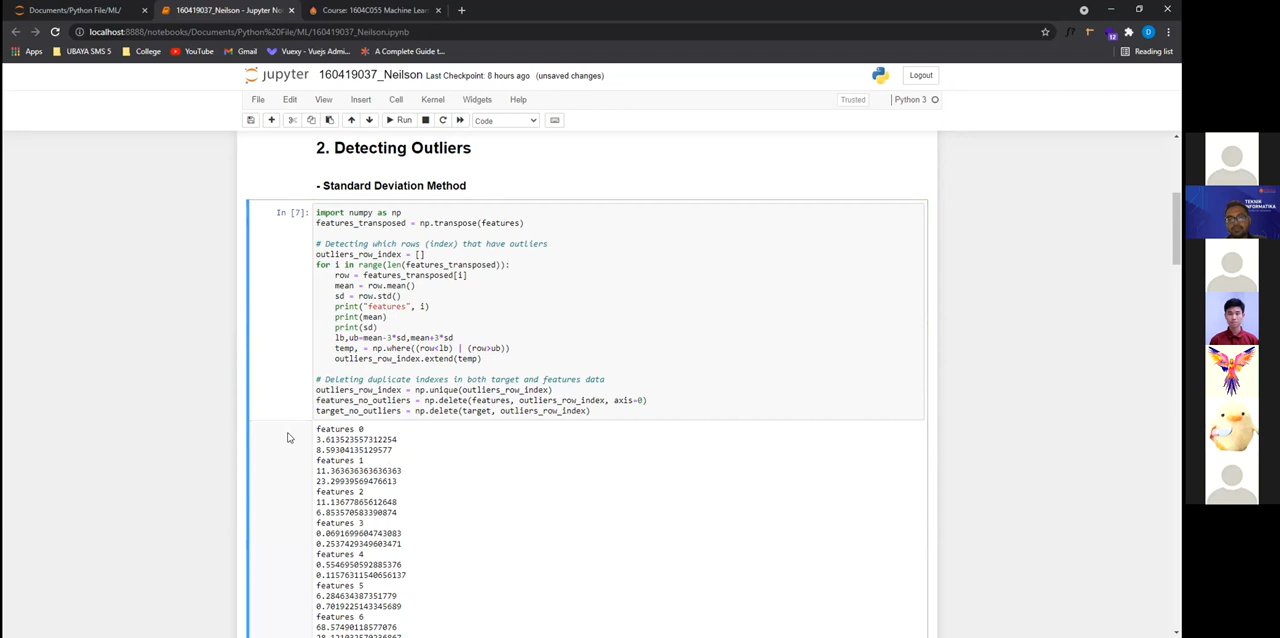 Documents/Python File/ML/
160419037_Neilson - Jupyter No
Course: 1604C055 Machine Lear
localhost:8888/notebooks/Documents/Python%20File/ML/160419037_Neilson.ipynb
12
D
Apps
UBAYA SMS 5
College
YouTube
Gmail
Vuexy - Vuejs Admi...
A Complete Guide t...
Reading list
jupyter
160419037_Neilson Last Checkpoint: 8 hours ago (unsaved changes)
Logout
File
Edit
View
Insert
Cell
Kernel
Widgets
Help
Trusted
Python 3
Run
Code
2. Detecting Outliers
- Standard Deviation Method
In [7]:
import numpy as np
features_transposed = np.transpose(features)
# Detecting which rows (index) that have outliers
outliers_row_index = []
for i in range(len(features_transposed)):
row = features_transposed[i]
mean = row.mean()
sd = row.std()
print("features", i)
print(mean)
print(sd)
lb,ub=mean-3*sd,mean+3*sd
temp, = np.where((row<lb) | (row>ub))
outliers_row_index.extend(temp)
# Deleting duplicate indexes in both target and features data
outliers_row_index = np.unique(outliers_row_index)
features_no_outliers = np.delete(features, outliers_row_index, axis=0)
target_no_outliers = np.delete(target, outliers_row_index)
features 0
3.613523557312254
8.59304135129577
features 1
11.363636363636363
23.29939569476613
features 2
11.13677865612648
6.853570583390874
features 3
0.0691699604743083
0.2537429349603471
features 4
0.5546950592885376
0.11576311540656137
features 5
6.284634387351779
0.7019225143345689
features 6
68.57490118577076
28.121032570236867
TEKNIK
INFORMATIKA